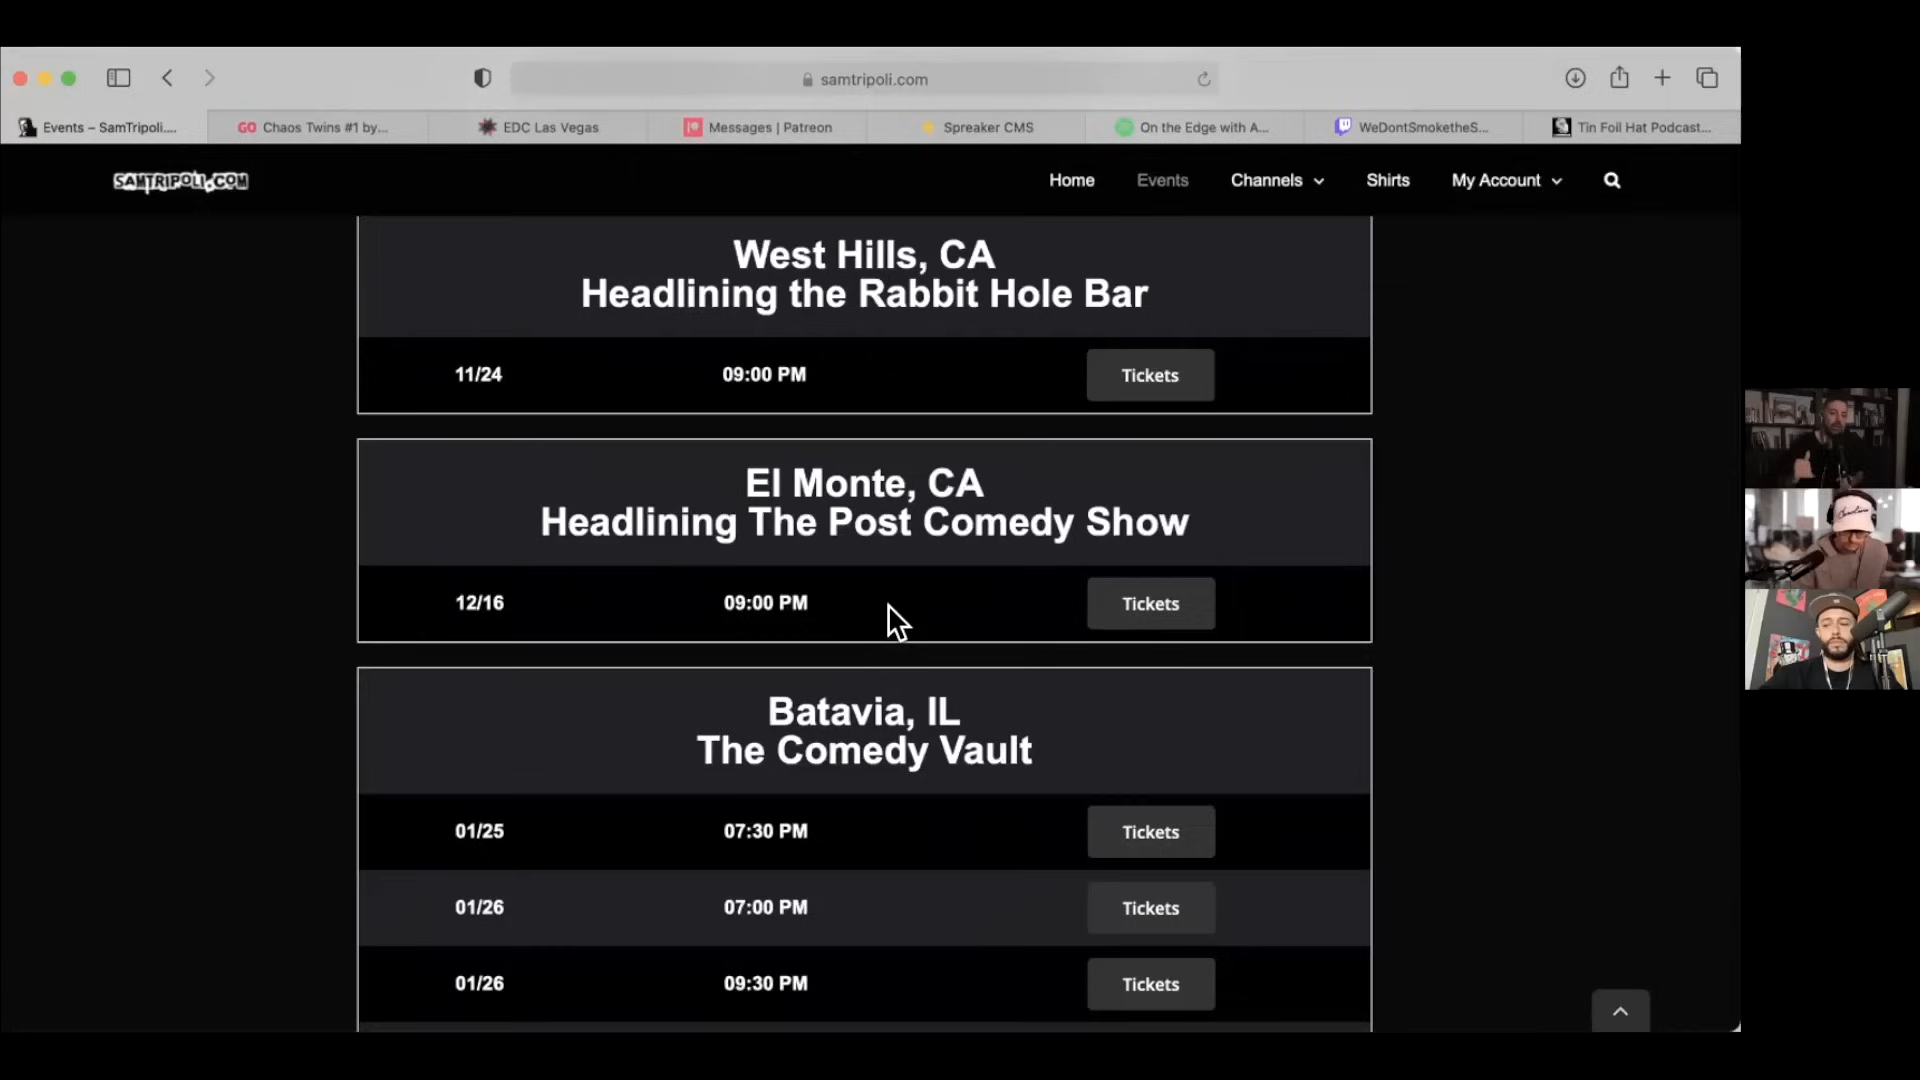 samtripoli.com
Events – SamTripoli....
GO Chaos Twins #1 by...
EDC Las Vegas
Messages | Patreon
Spreaker CMS
On the Edge with A...
WeDontSmoketheS...
Tin Foil Hat Podcast...
SAMTRIPOLI.COM
Home
Events
Channels
Shirts
My Account
West Hills, CA
Headlining the Rabbit Hole Bar
11/24 09:00 PM Tickets
El Monte, CA
Headlining The Post Comedy Show
12/16 09:00 PM Tickets
Batavia, IL
The Comedy Vault
01/25 07:30 PM Tickets
01/26 07:00 PM Tickets
01/26 09:30 PM Tickets